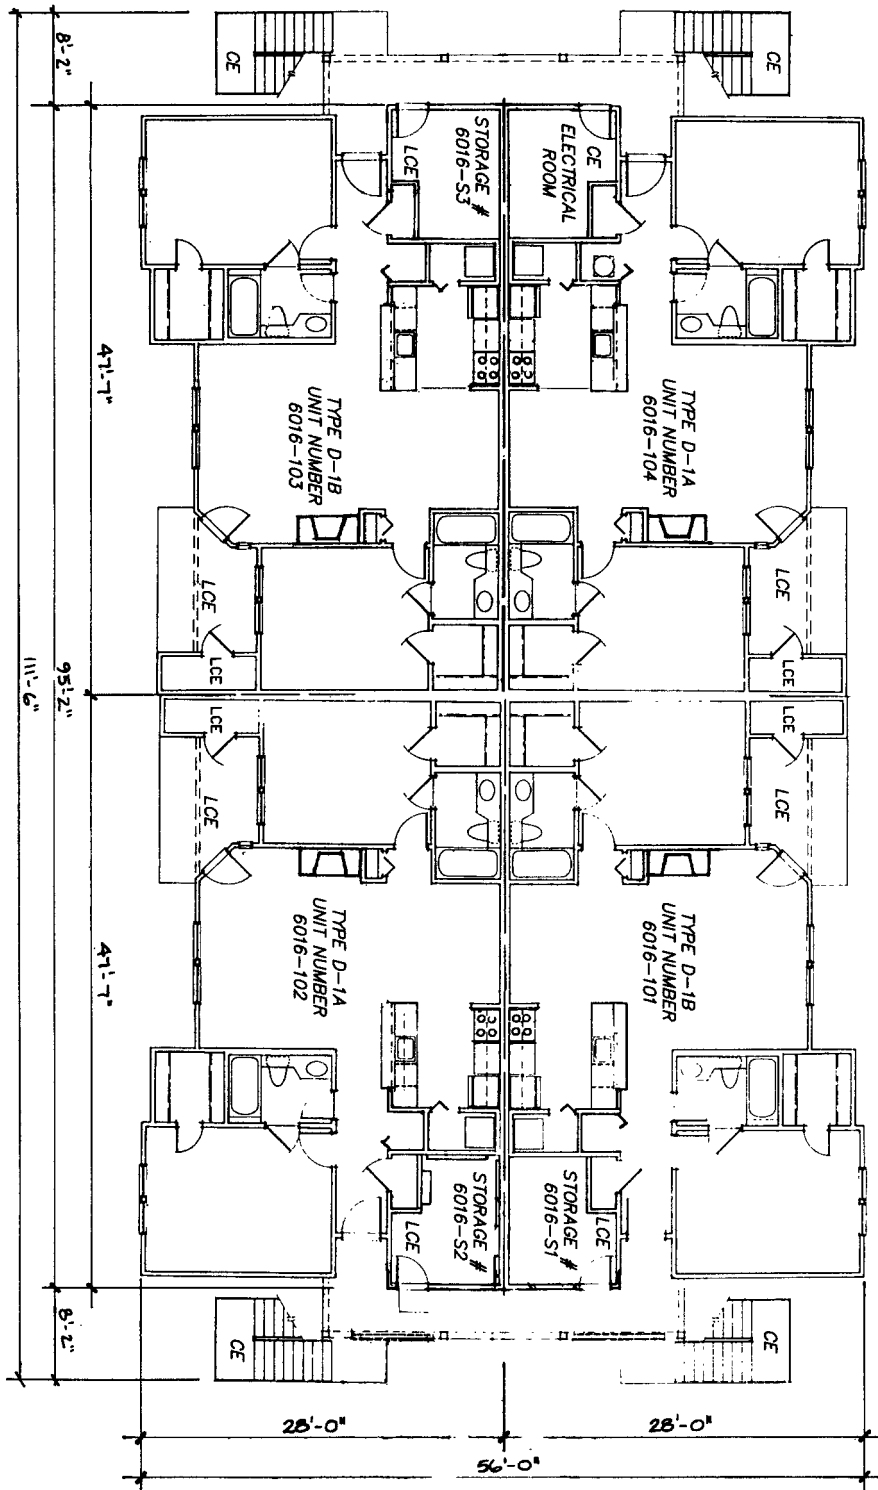 CE
CE
8'-2"
STORAGE #
6016-S3
LCE
CE
ELECTRICAL
ROOM
47'-7"
TYPE D-1B
UNIT NUMBER
6016-103
TYPE D-1A
UNIT NUMBER
6016-104
LCE
LCE
LCE
LCE
95'-2"
111'-6"
LCE
LCE
LCE
LCE
TYPE D-1A
UNIT NUMBER
6016-102
TYPE D-1B
UNIT NUMBER
6016-101
47'-7"
STORAGE #
6016-S2
LCE
STORAGE #
6016-S1
LCE
8'-2"
CE
CE
28'-0"
28'-0"
56'-0"